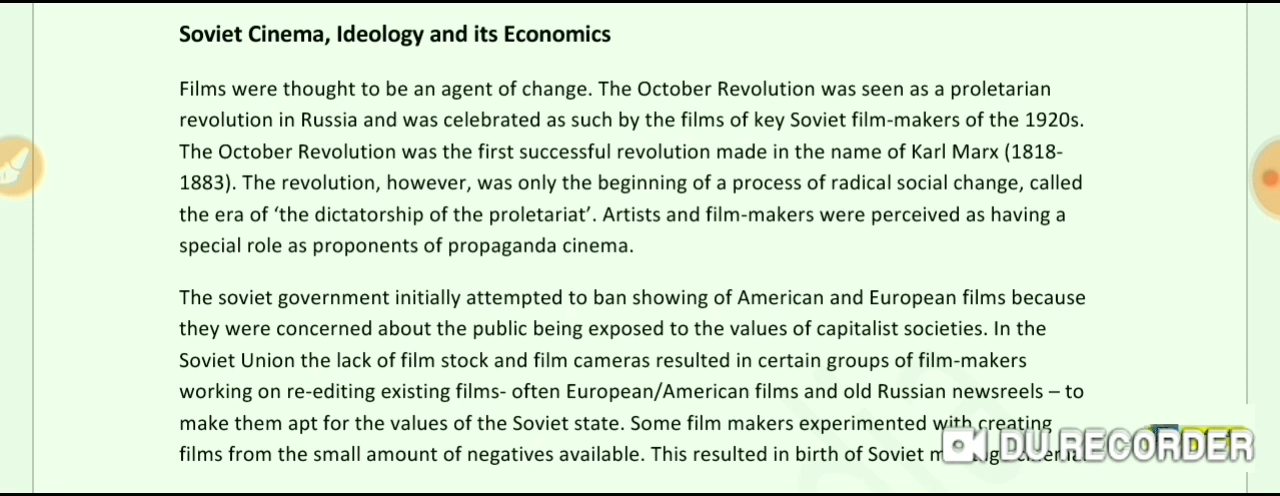 Soviet Cinema, Ideology and its Economics
Films were thought to be an agent of change. The October Revolution was seen as a proletarian
revolution in Russia and was celebrated as such by the films of key Soviet film-makers of the 1920s.
The October Revolution was the first successful revolution made in the name of Karl Marx (1818-
1883). The revolution, however, was only the beginning of a process of radical social change, called
the era of ‘the dictatorship of the proletariat’. Artists and film-makers were perceived as having a
special role as proponents of propaganda cinema.
The soviet government initially attempted to ban showing of American and European films because
they were concerned about the public being exposed to the values of capitalist societies. In the
Soviet Union the lack of film stock and film cameras resulted in certain groups of film-makers
working on re-editing existing films- often European/American films and old Russian newsreels – to
make them apt for the values of the Soviet state. Some film makers experimented with creating
films from the small amount of negatives available. This resulted in birth of Soviet
DU RECORDER